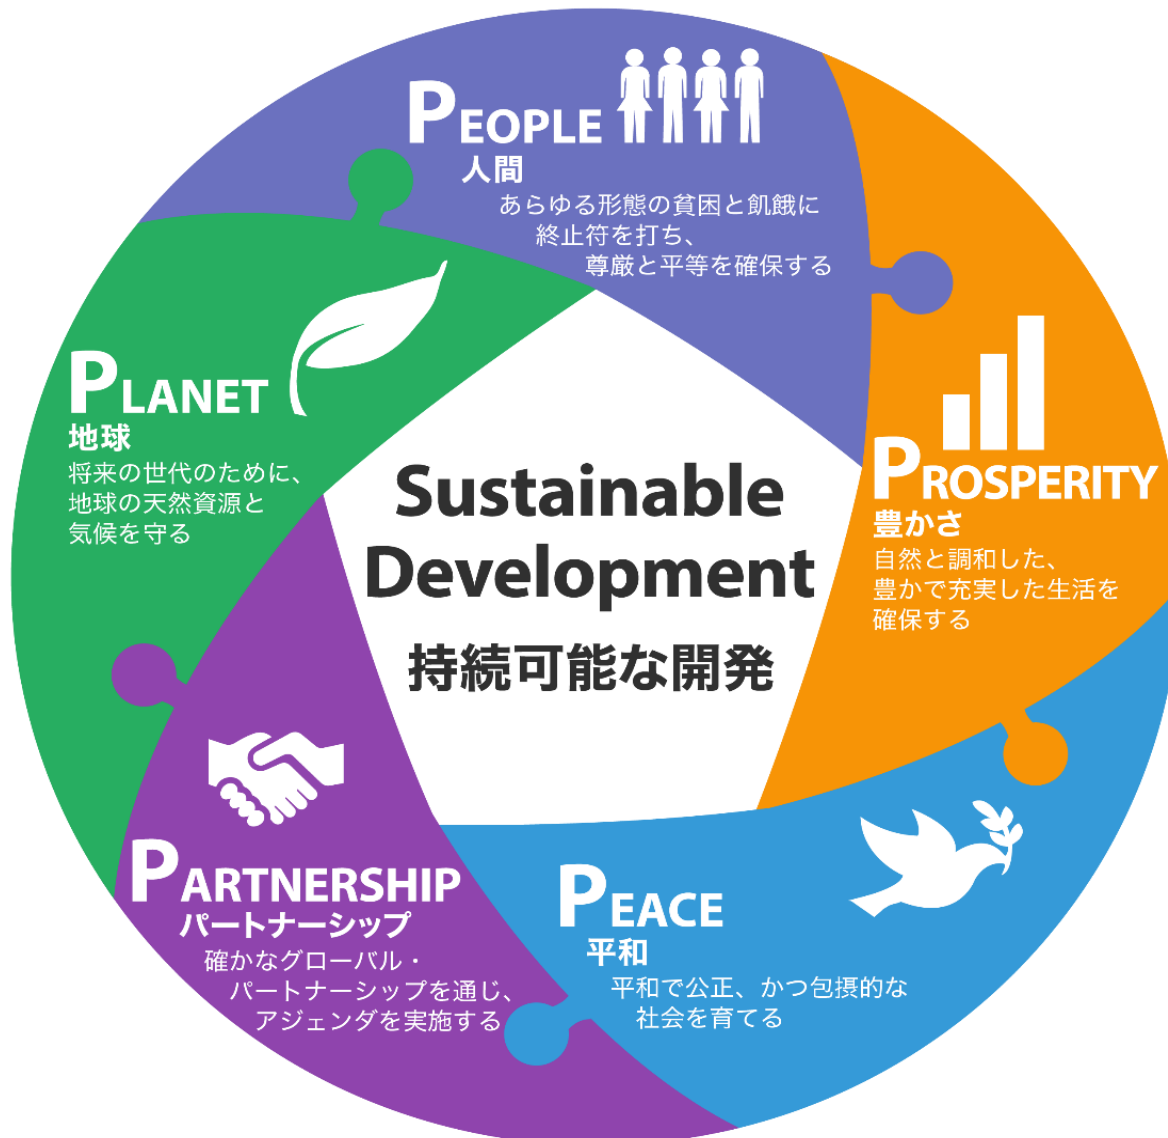 PEOPLE
人間
あらゆる形態の貧困と飢餓に
終止符を打ち、
尊厳と平等を確保する
PROSPERITY
豊かさ
自然と調和した、
豊かで充実した生活を
確保する
PLANET
地球
将来の世代のために、
地球の天然資源と
気候を守る
Sustainable
Development
持続可能な開発
PARTNERSHIP
パートナーシップ
確かなグローバル・
パートナーシップを通じ、
アジェンダを実施する
PEACE
平和
平和で公正、かつ包摂的な
社会を育てる